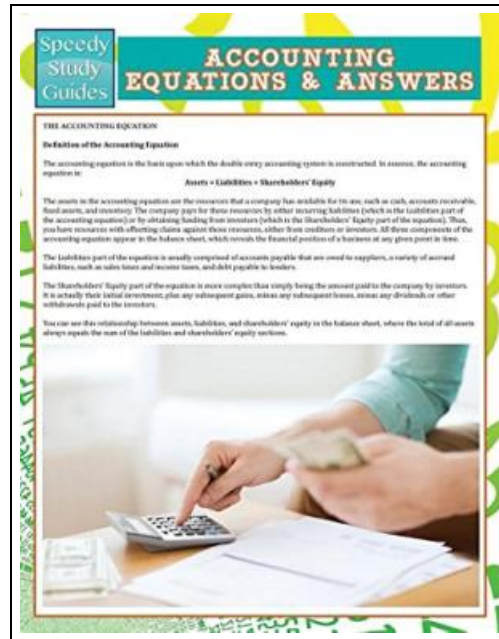 Speedy
Study
Guides
ACCOUNTING
EQUATIONS & ANSWERS
THE ACCOUNTING EQUATION
Definition of the Accounting Equation
The accounting equation is the basis upon which the double entry accounting system is constructed. In essence, the accounting
equation is:
Assets = Liabilities + Shareholders' Equity
The assets in the accounting equation are the resources that a company has available for its use, such as cash, accounts receivable,
fixed assets, and inventory. The company pays for these resources by either incurring liabilities (which is the Liabilities part of
the accounting equation) or by obtaining funding from investors (which is the Shareholders' Equity part of the equation). Thus,
you have resources with offsetting claims against those resources, either from creditors or investors. All three components of the
accounting equation appear in the balance sheet, which reveals the financial position of a business at any given point in time.
The Liabilities part of the equation is usually comprised of accounts payable that are owed to suppliers, a variety of accrued
liabilities, such as sales taxes and income taxes, and debt payable to lenders.
The Shareholders' Equity part of the equation is more complex than simply being the amount paid to the company by investors.
It is actually their initial investment, plus any subsequent gains, minus any subsequent losses, minus any dividends or other
withdrawals paid to the investors.
You can see this relationship between assets, liabilities, and shareholders' equity in the balance sheet, where the total of all assets
always equals the sum of the liabilities and shareholders' equity sections.